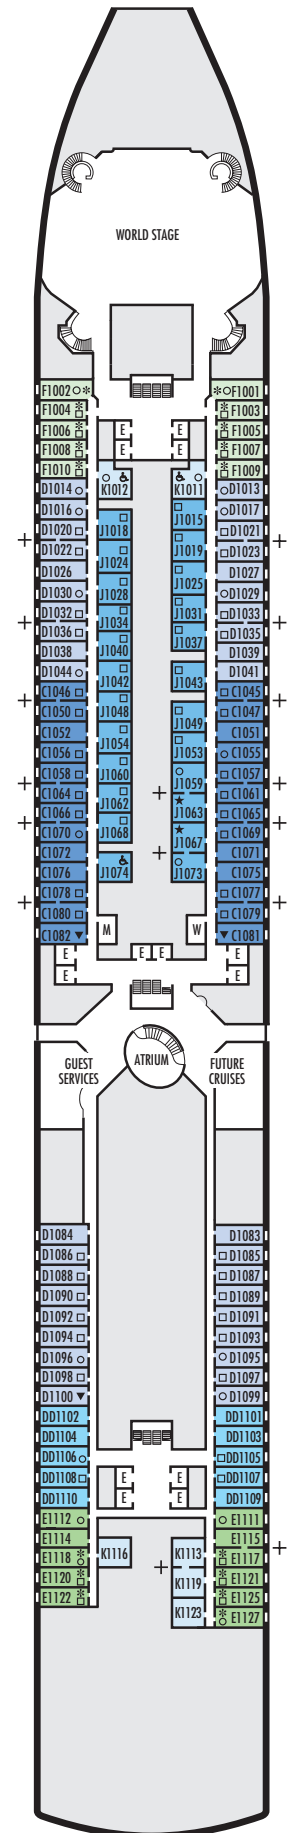 WORLD STAGE
F1002 F1001
F1004 F1003
F1006 F1005
F1008 E E F1007
F1010 E E F1009
D1014 K1012 K1011 D1013
D1016 J1015 D1017
D1020 J1018 D1021
D1022 J1019 D1023
D1026 J1024 J1025 D1027
D1030 J1028 D1029
D1032 J1034 J1031 D1033
D1036 J1037 D1035
D1038 J1040 D1039
D1044 J1042 J1043 D1041
C1046 C1045
C1050 J1048 J1049 C1047
C1052 C1051
C1056 J1054 J1053 C1055
C1058 J1060 J1059 C1057
C1064 J1062 J1063 C1061
C1066 C1065
C1070 J1068 J1067 C1069
C1072 C1071
C1076 J1074 J1073 C1075
C1078 C1077
C1080 C1079
C1082 M W C1081
E E E E
E E
GUEST SERVICES
ATRIUM
FUTURE CRUISES
D1084 D1083
D1086 D1085
D1088 D1087
D1090 D1089
D1092 D1091
D1094 D1093
D1096 D1095
D1098 D1097
D1100 D1099
DD1102 DD1101
DD1104 DD1103
DD1106 DD1105
DD1108 E E DD1107
DD1110 E E DD1109
E1112 E1111
E1114 E1115
E1118 K1116 K1113 E1117
E1120 K1119 E1121
E1122 E1125
K1123 E1127